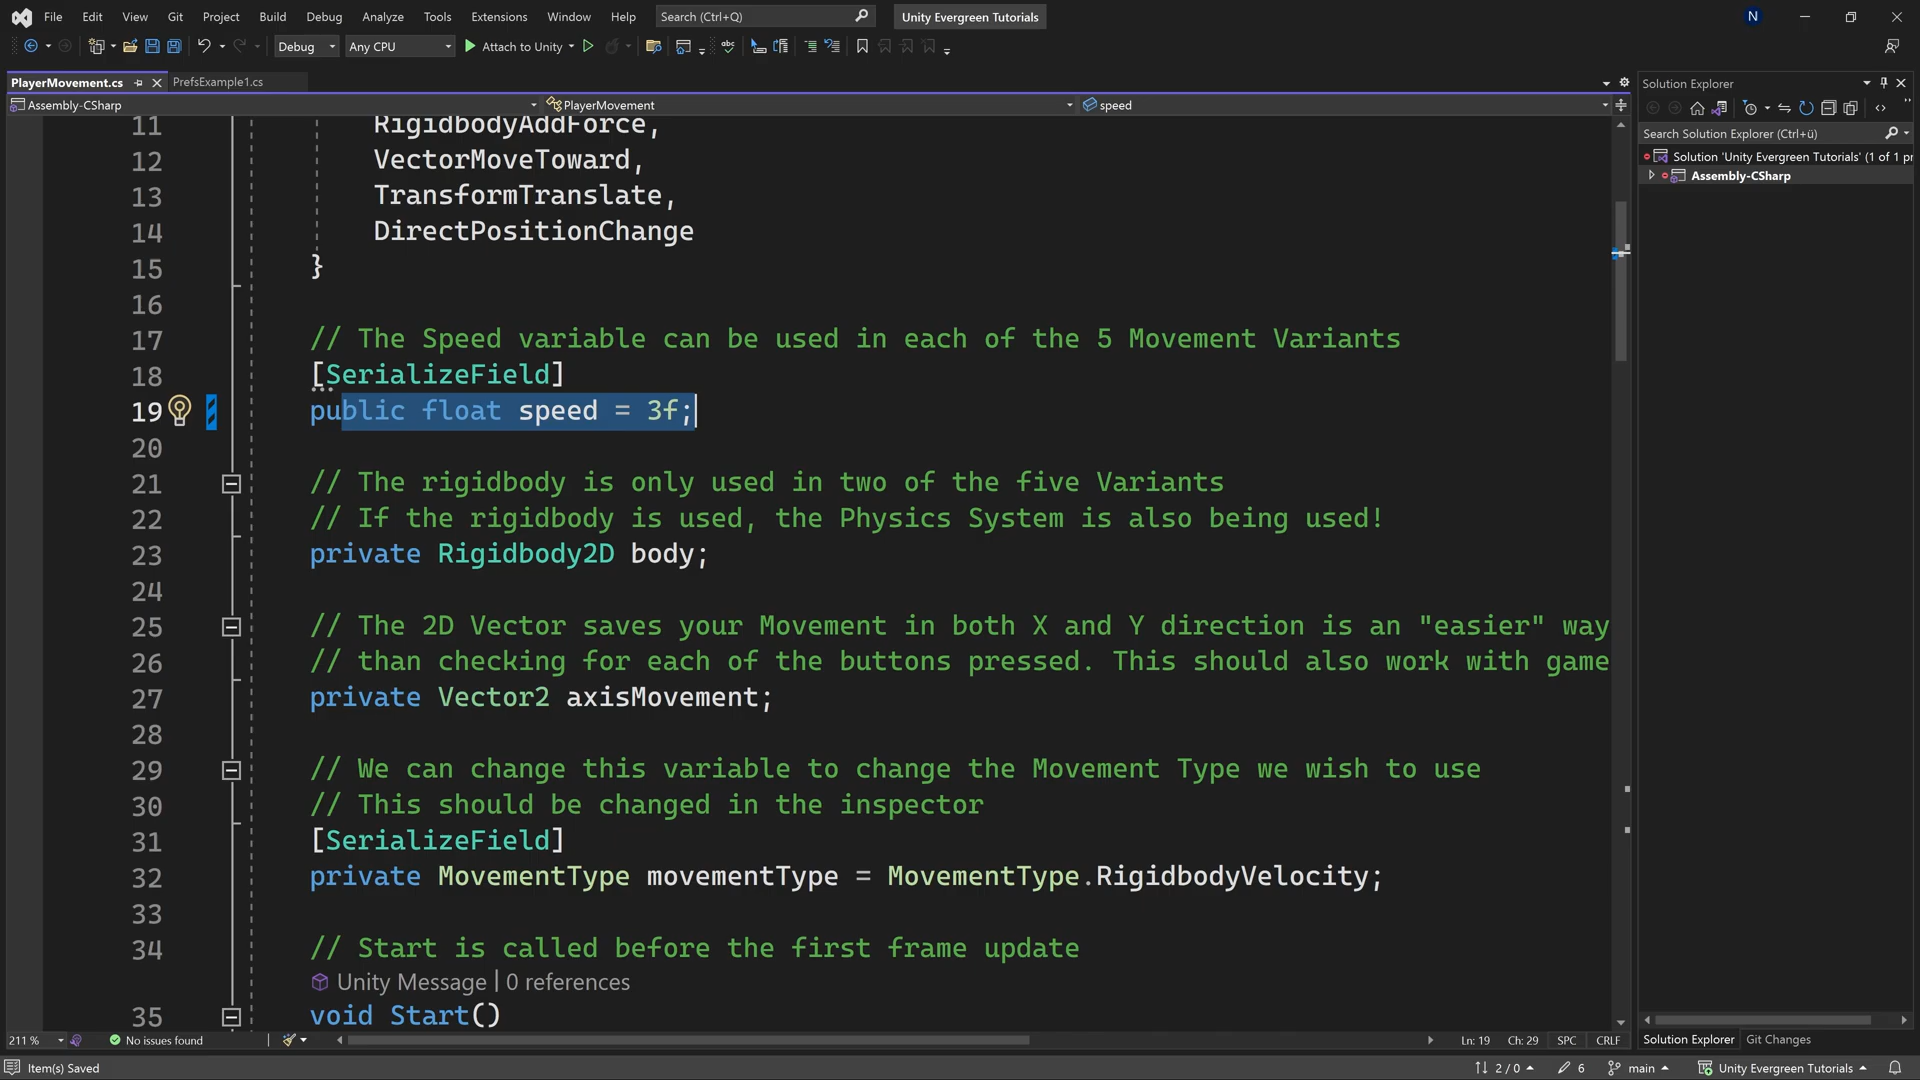 File Edit View Git Project Build Debug Analyze Tools Extensions Window Help Search (Ctrl+Q) Unity Evergreen Tutorials N
Debug Any CPU Attach to Unity
PlayerMovement.cs PrefsExample1.cs
Assembly-CSharp PlayerMovement speed
11 RigidbodyAddForce,
12 VectorMoveToward,
13 TransformTranslate,
14 DirectPositionChange
15 }
16
17 // The Speed variable can be used in each of the 5 Movement Variants
18 [SerializeField]
19 public float speed = 3f;
20
21 // The rigidbody is only used in two of the five Variants
22 // If the rigidbody is used, the Physics System is also being used!
23 private Rigidbody2D body;
24
25 // The 2D Vector saves your Movement in both X and Y direction is an "easier" way
26 // than checking for each of the buttons pressed. This should also work with game
27 private Vector2 axisMovement;
28
29 // We can change this variable to change the Movement Type we wish to use
30 // This should be changed in the inspector
31 [SerializeField]
32 private MovementType movementType = MovementType.RigidbodyVelocity;
33
34 // Start is called before the first frame update
Unity Message | 0 references
35 void Start()
211 % No issues found Ln: 19 Ch: 29 SPC CRLF
Solution Explorer
Search Solution Explorer (Ctrl+ü)
Solution 'Unity Evergreen Tutorials' (1 of 1 pr
Assembly-CSharp
Solution Explorer Git Changes
Item(s) Saved 2 / 0 6 main Unity Evergreen Tutorials